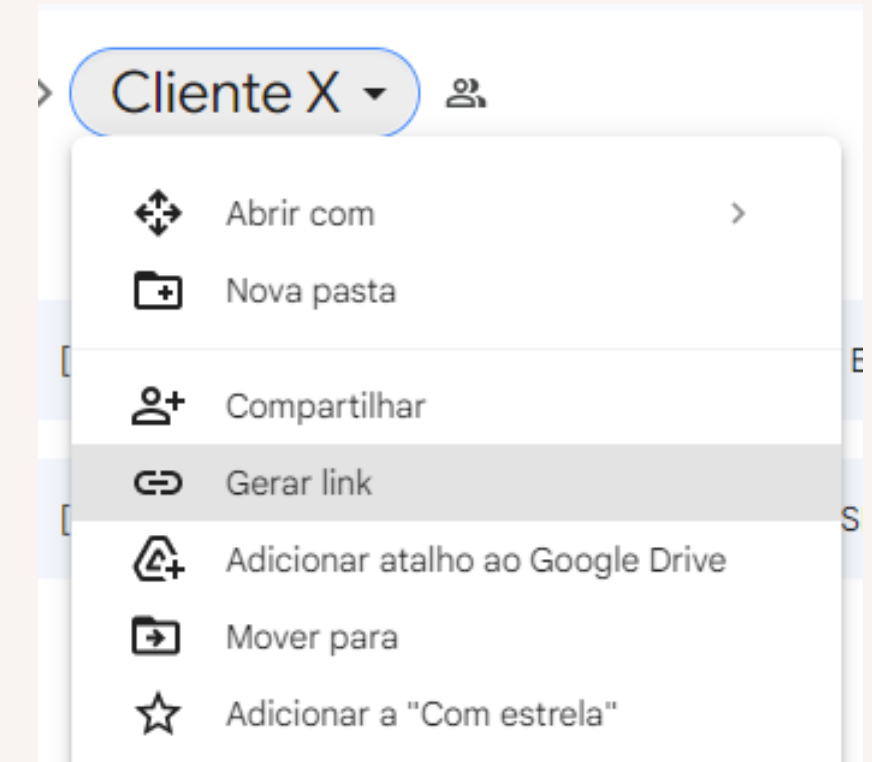 Cliente X
Abrir com
Nova pasta
Compartilhar
Gerar link
Adicionar atalho ao Google Drive
Mover para
Adicionar a "Com estrela"